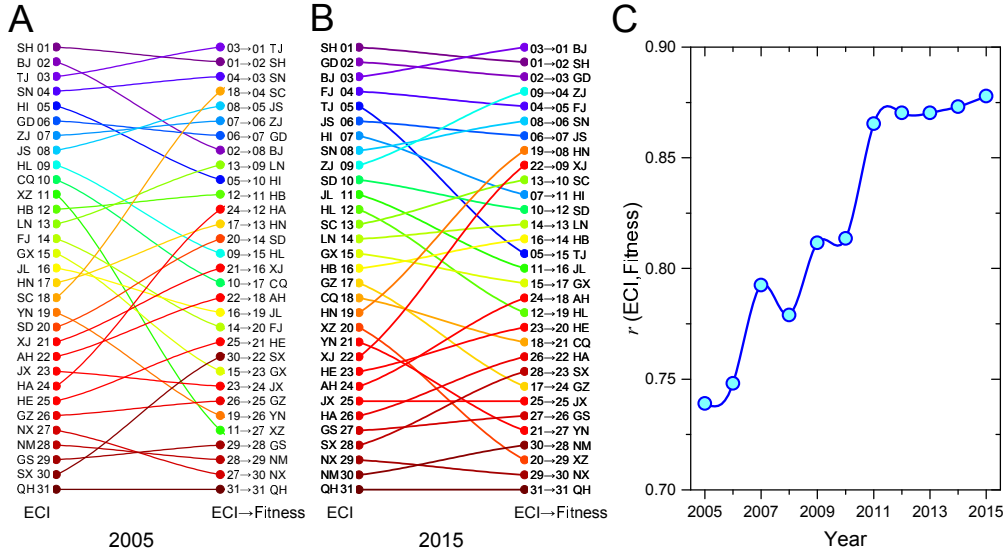 A
SH 01 03→01 TJ
BJ 02 01→02 SH
TJ 03 04→03 SN
SN 04 18→04 SC
HI 05 08→05 JS
GD 06 07→06 ZJ
ZJ 07 06→07 GD
JS 08 02→08 BJ
HL 09 13→09 LN
CQ 10 05→10 HI
XZ 11 12→11 HB
HB 12 24→12 HA
LN 13 17→13 HN
FJ 14 20→14 SD
GX 15 09→15 HL
JL 16 21→16 XJ
HN 17 10→17 CQ
SC 18 22→18 AH
YN 19 16→19 JL
SD 20 14→20 FJ
XJ 21 25→21 HE
AH 22 30→22 SX
JX 23 15→23 GX
HA 24 23→24 JX
HE 25 26→25 GZ
GZ 26 19→26 YN
NX 27 11→27 XZ
NM 28 29→28 GS
GS 29 28→29 NM
SX 30 27→30 NX
QH 31 31→31 QH
ECI ECI→Fitness
2005
B
SH 01 03→01 BJ
GD 02 01→02 SH
BJ 03 02→03 GD
FJ 04 09→04 ZJ
TJ 05 04→05 FJ
JS 06 08→06 SN
HI 07 06→07 JS
SN 08 19→08 HN
ZJ 09 22→09 XJ
SD 10 13→10 SC
JL 11 07→11 HI
HL 12 10→12 SD
SC 13 14→13 LN
LN 14 16→14 HB
GX 15 05→15 TJ
HB 16 11→16 JL
GZ 17 15→17 GX
CQ 18 24→18 AH
HN 19 12→19 HL
XZ 20 23→20 HE
YN 21 18→21 CQ
XJ 22 26→22 HA
HE 23 28→23 SX
AH 24 17→24 GZ
JX 25 25→25 JX
HA 26 27→26 GS
GS 27 21→27 YN
SX 28 30→28 NM
NX 29 20→29 XZ
NM 30 29→30 NX
QH 31 31→31 QH
ECI ECI→Fitness
2015
C
r (ECI,Fitness)
0.90
0.85
0.80
0.75
0.70
2005 2007 2009 2011 2013 2015
Year